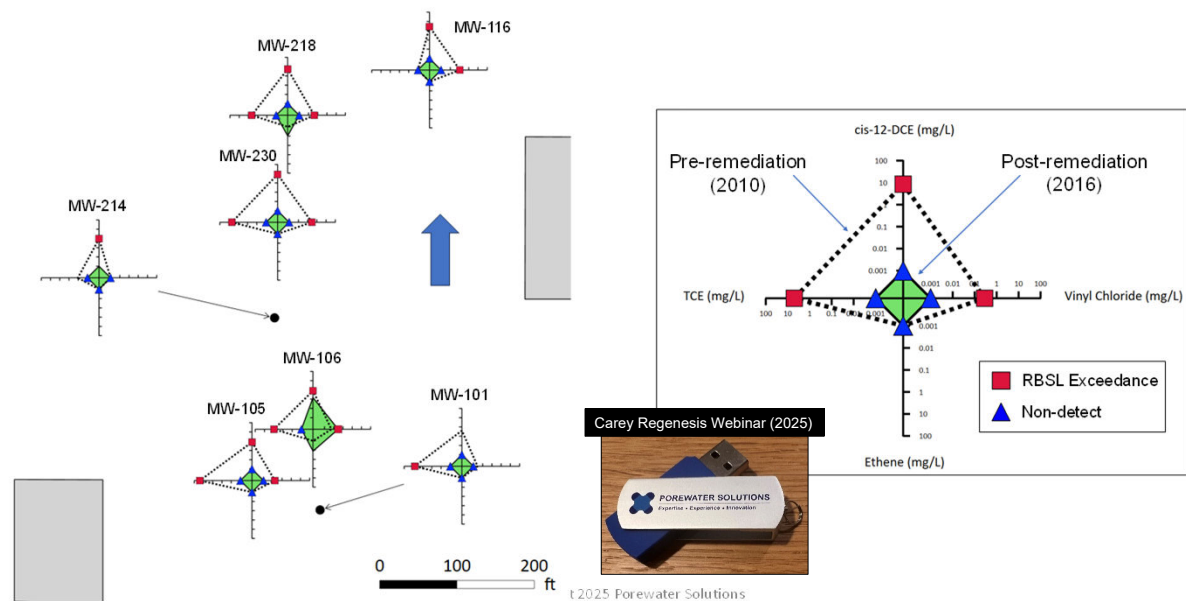 MW-116
MW-218
MW-230
MW-214
MW-106
MW-105
MW-101
0 100 200
ft
t 2025 Porewater Solutions
cis-12-DCE (mg/L)
Pre-remediation
(2010)
Post-remediation
(2016)
100
10
1
0.1
0.01
0.001
TCE (mg/L)
100 10 1 0.1 0.01 0.001
0.001 0.01 0.1 1 10 100
Vinyl Chloride (mg/L)
0.001
0.01
0.1
1
10
100
Ethene (mg/L)
RBSL Exceedance
Non-detect
Carey Regenesis Webinar (2025)
POREWATER SOLUTIONS
Expertise • Experience • Innovation